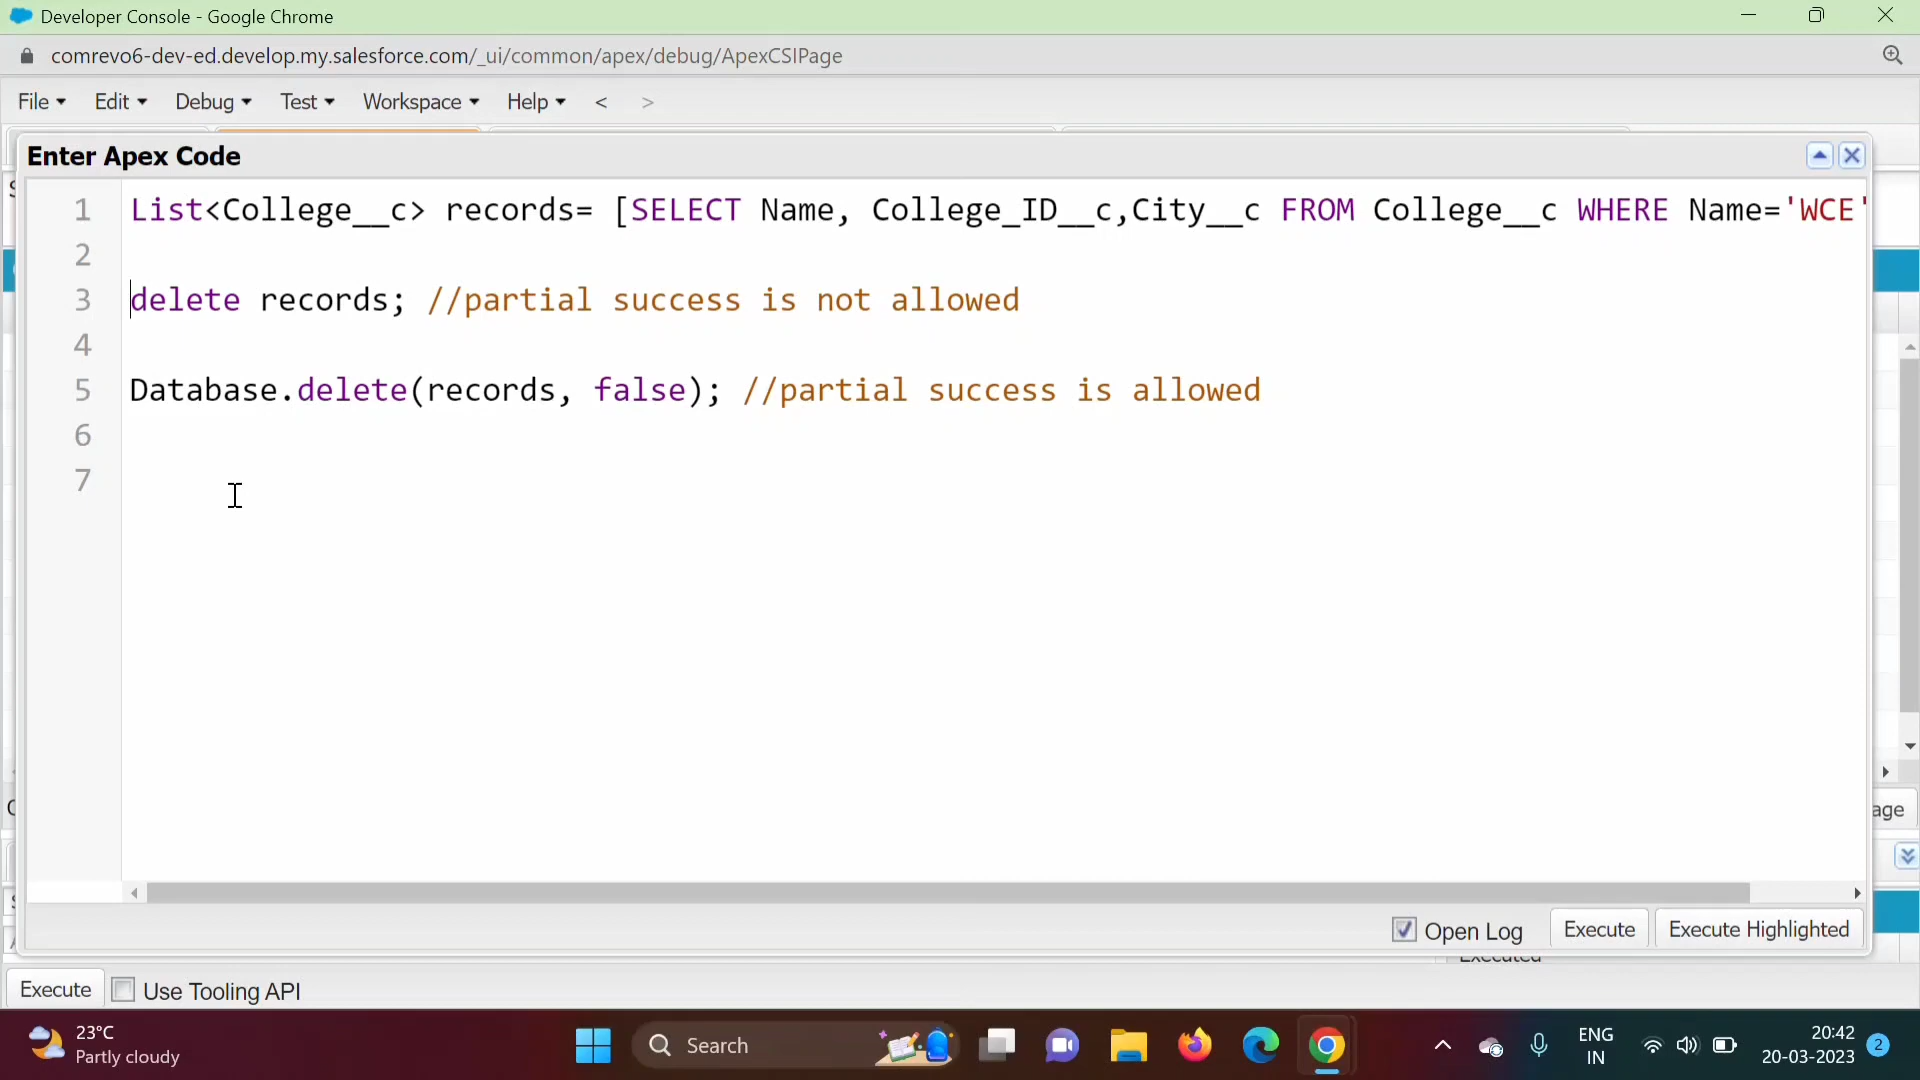 Developer Console - Google Chrome
comrevo6-dev-ed.develop.my.salesforce.com/_ui/common/apex/debug/ApexCSIPage
File Edit Debug Test Workspace Help < >
Enter Apex Code
1 List<College__c> records= [SELECT Name, College_ID__c,City__c FROM College__c WHERE Name='WCE'
2
3 delete records; //partial success is not allowed
4
5 Database.delete(records, false); //partial success is allowed
6
7
age
Open Log Execute Execute Highlighted
Executed
Execute Use Tooling API
23°C
Partly cloudy
Search
ENG
IN
20:42
20-03-2023
2